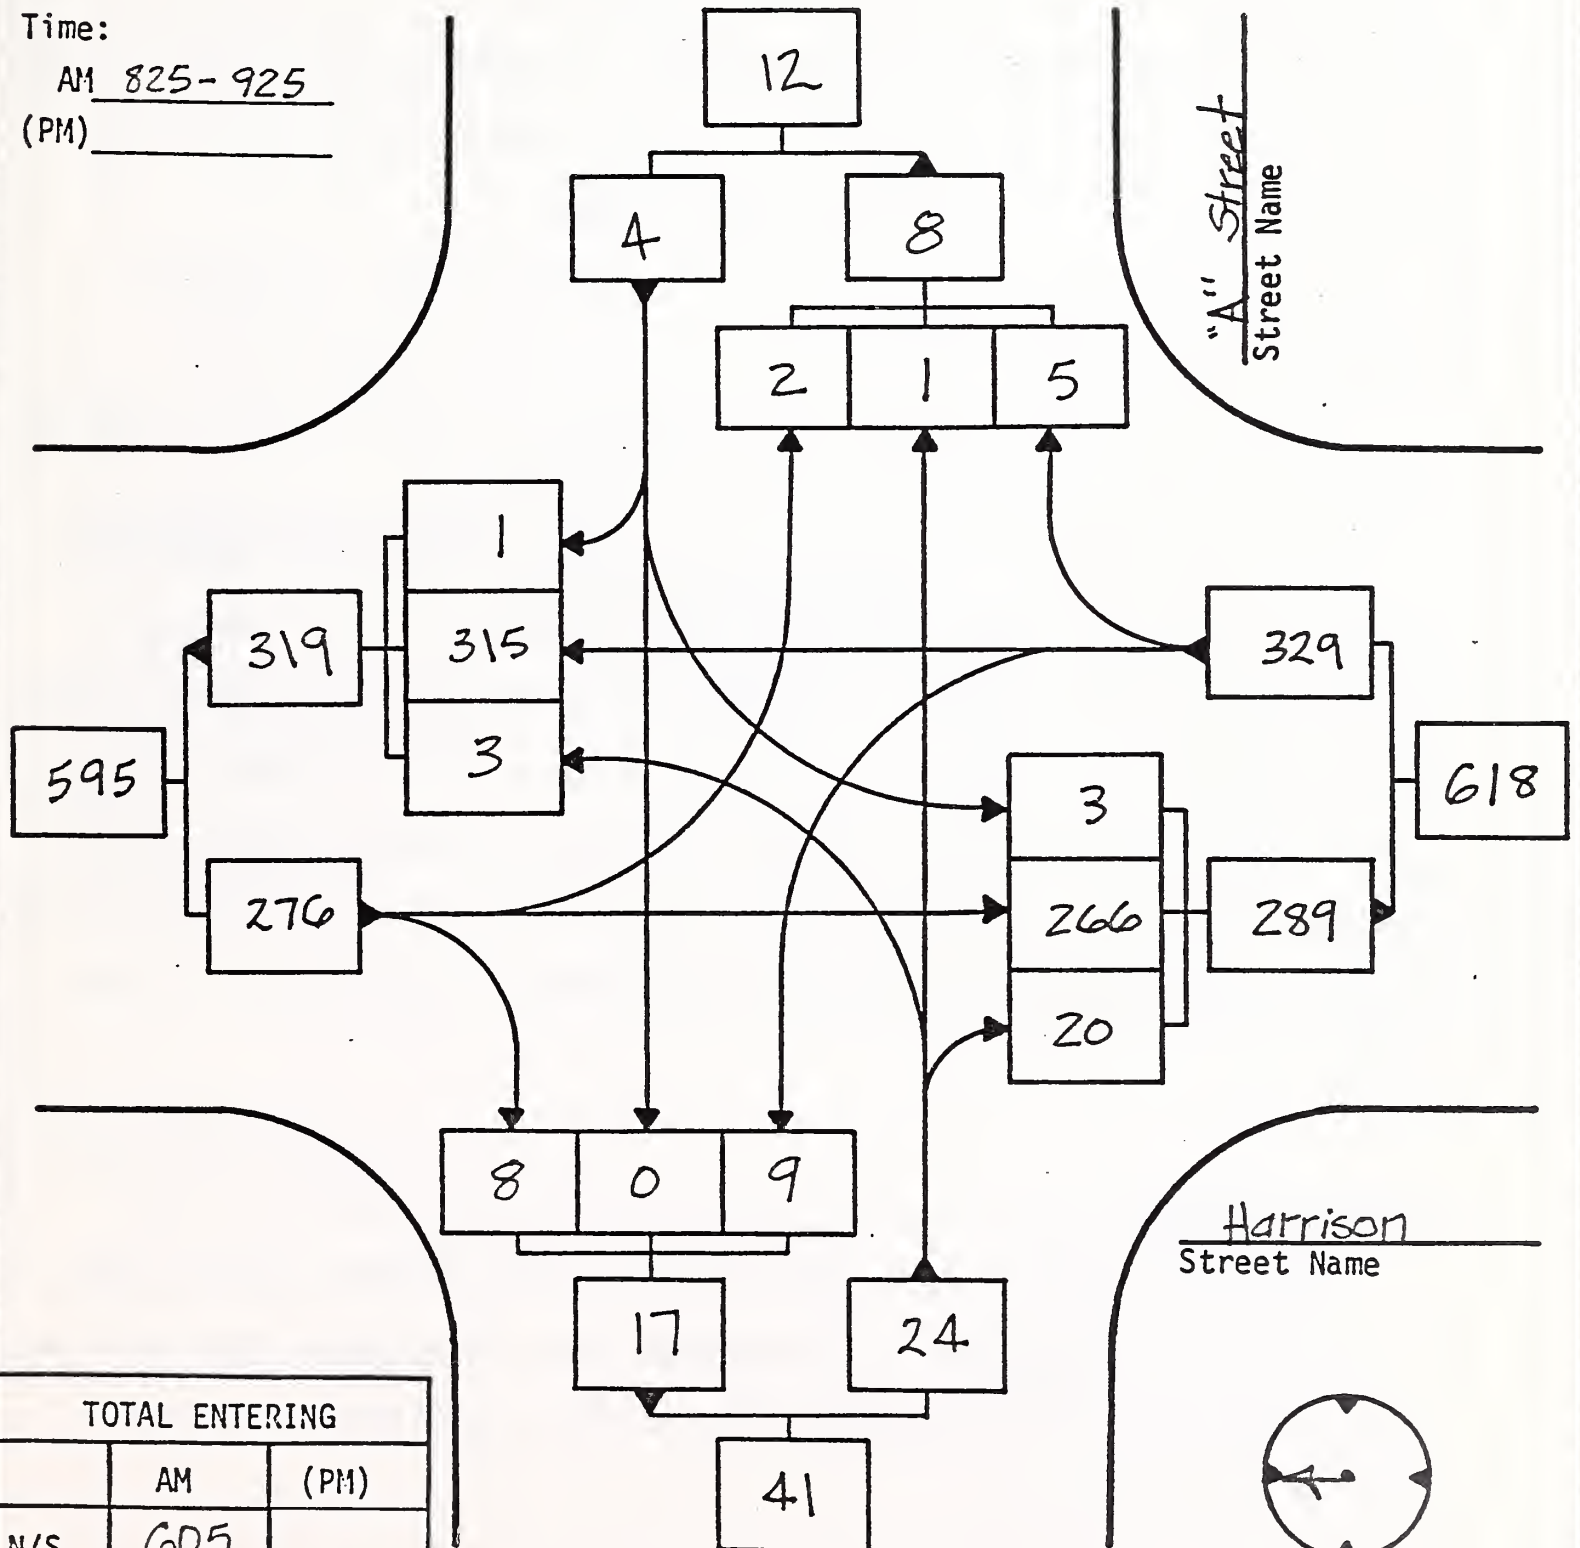 Time:
AM 825-925
(PM)
12
"A" Street
Street Name
4
8
2 1 5
1
319 315 329
3
595 618
3
276 266 289
20
8 0 9
Harrison
Street Name
17 24
TOTAL ENTERING
41
AM (PM)
N/S 605